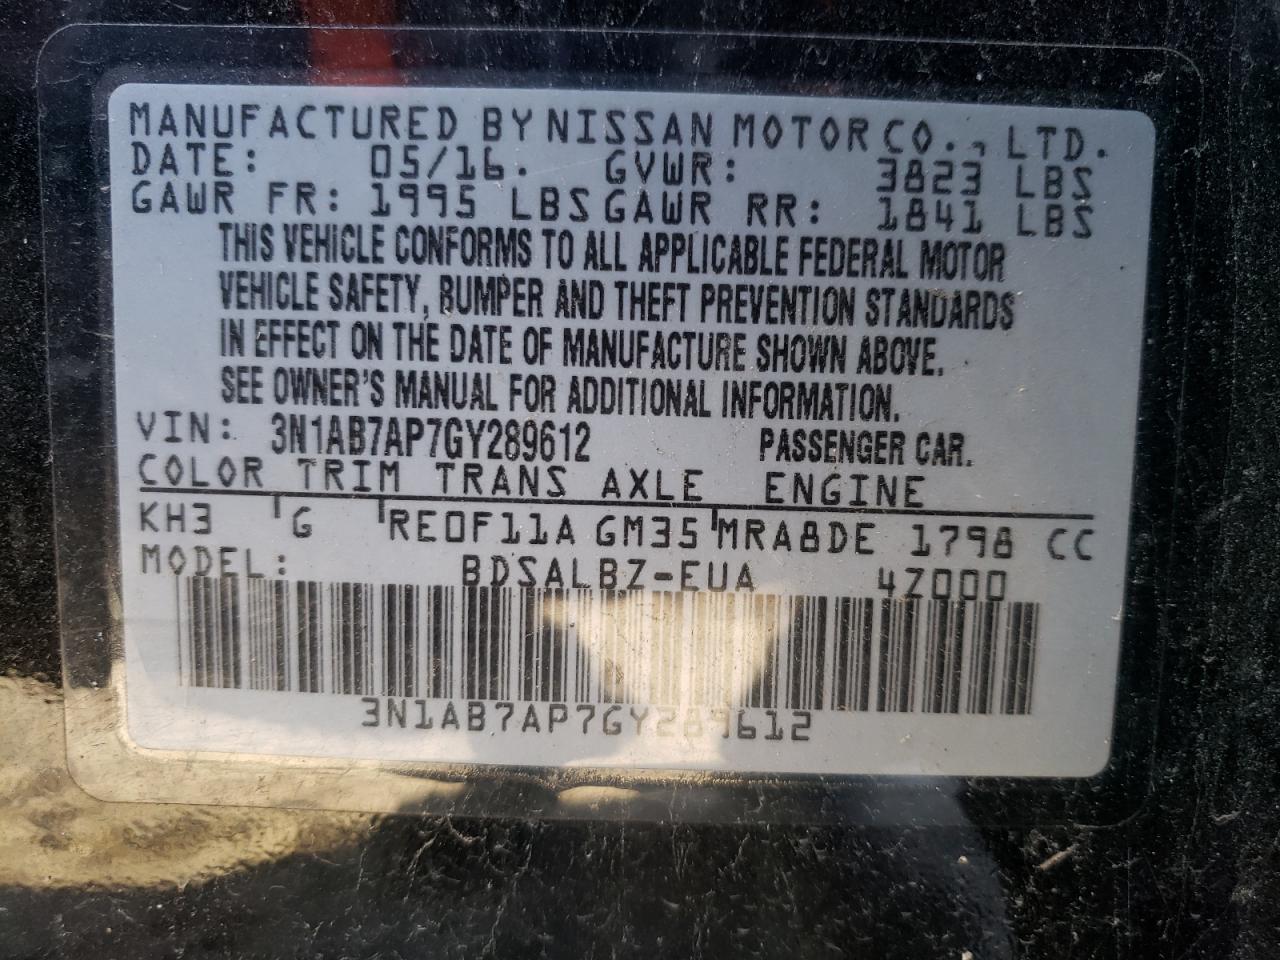 MANUFACTURED BY NISSAN MOTOR CO., LTD.
DATE: 05/16. GVWR: 3823 LBS
GAWR FR: 1995 LBS GAWR RR: 1841 LBS
THIS VEHICLE CONFORMS TO ALL APPLICABLE FEDERAL MOTOR
VEHICLE SAFETY, BUMPER AND THEFT PREVENTION STANDARDS
IN EFFECT ON THE DATE OF MANUFACTURE SHOWN ABOVE.
SEE OWNER'S MANUAL FOR ADDITIONAL INFORMATION.
VIN: 3N1AB7AP7GY289612 PASSENGER CAR.
COLOR TRIM TRANS AXLE ENGINE
KH3 G RE0F11A GM35 MRA8DE 1798 CC
MODEL: BDSALBZ-EUA 4Z000
3N1AB7AP7GY289612